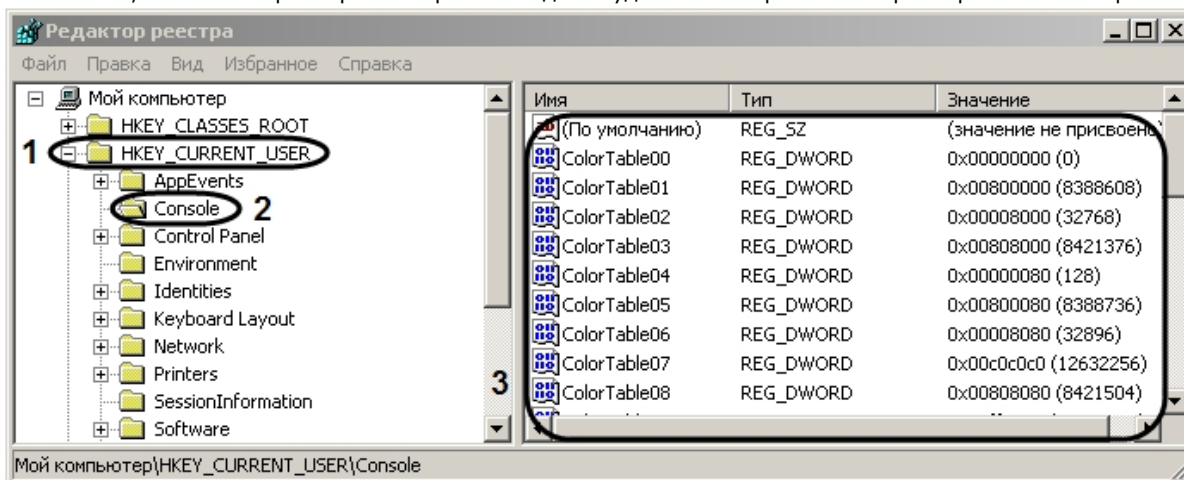 Редактор реестра
Файл Правка Вид Избранное Справка
Мой компьютер
HKEY_CLASSES_ROOT
1 HKEY_CURRENT_USER
AppEvents
Console 2
Control Panel
Environment
Identities
Keyboard Layout
Network
Printers
SessionInformation
Software
3
Имя Тип Значение
(По умолчанию) REG_SZ (значение не присвоено)
ColorTable00 REG_DWORD 0x00000000 (0)
ColorTable01 REG_DWORD 0x00800000 (8388608)
ColorTable02 REG_DWORD 0x00008000 (32768)
ColorTable03 REG_DWORD 0x00808000 (8421376)
ColorTable04 REG_DWORD 0x00000080 (128)
ColorTable05 REG_DWORD 0x00800080 (8388736)
ColorTable06 REG_DWORD 0x00008080 (32896)
ColorTable07 REG_DWORD 0x00c0c0c0 (12632256)
ColorTable08 REG_DWORD 0x00808080 (8421504)
Мой компьютер\HKEY_CURRENT_USER\Console